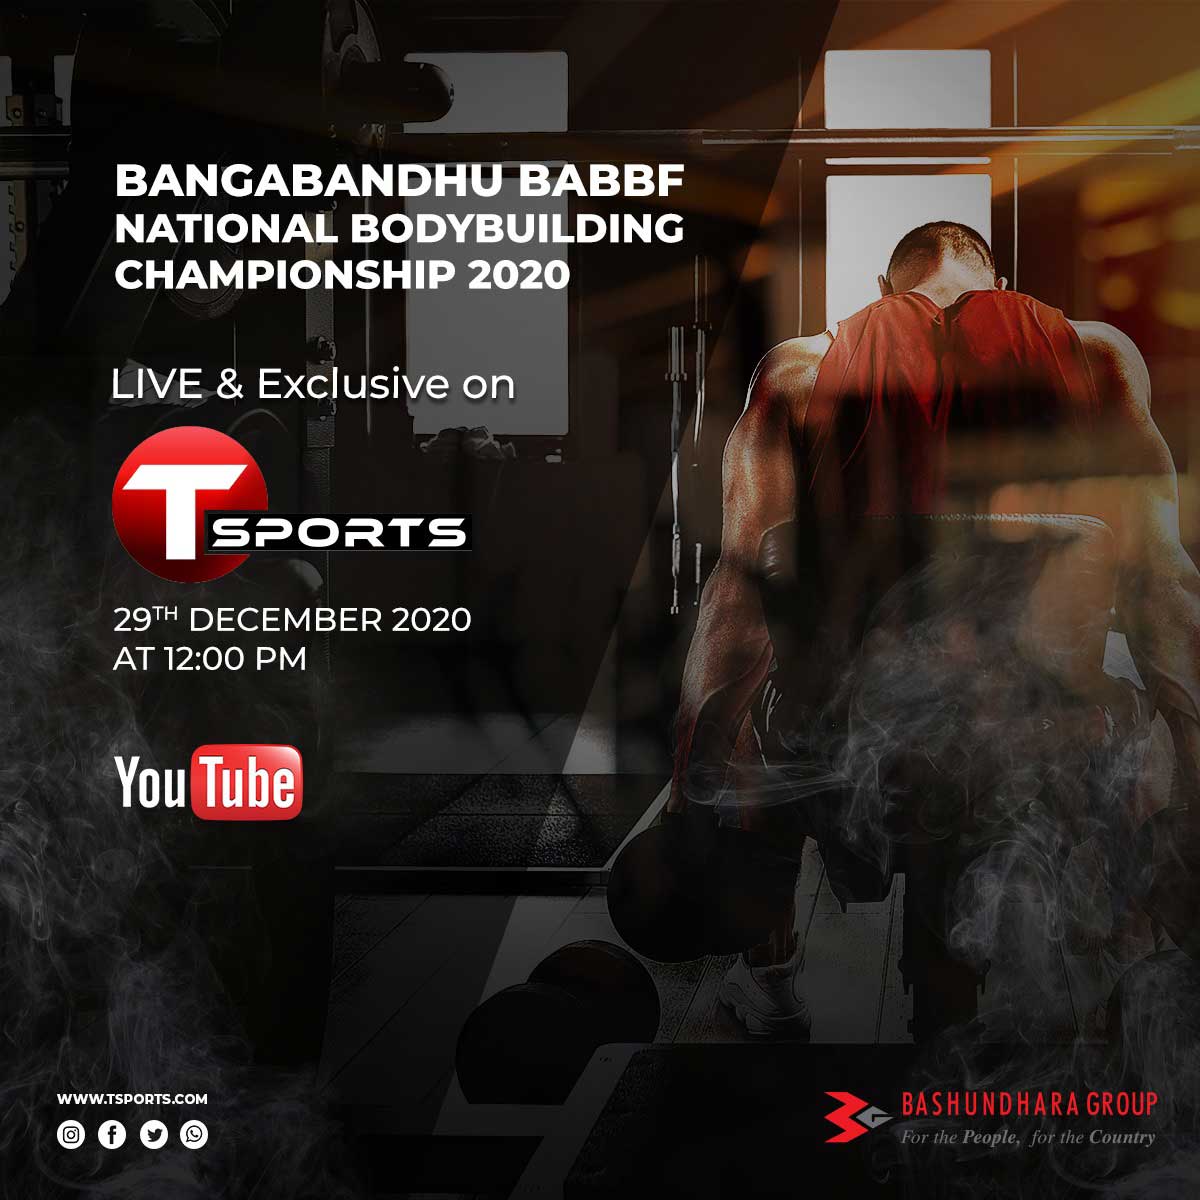 BANGABANDHU BABBF
NATIONAL BODYBUILDING
CHAMPIONSHIP 2020
LIVE & Exclusive on
T SPORTS
29TH DECEMBER 2020
AT 12:00 PM
YouTube
WWW.TSPORTS.COM
BASHUNDHARA GROUP
For the People, for the Country